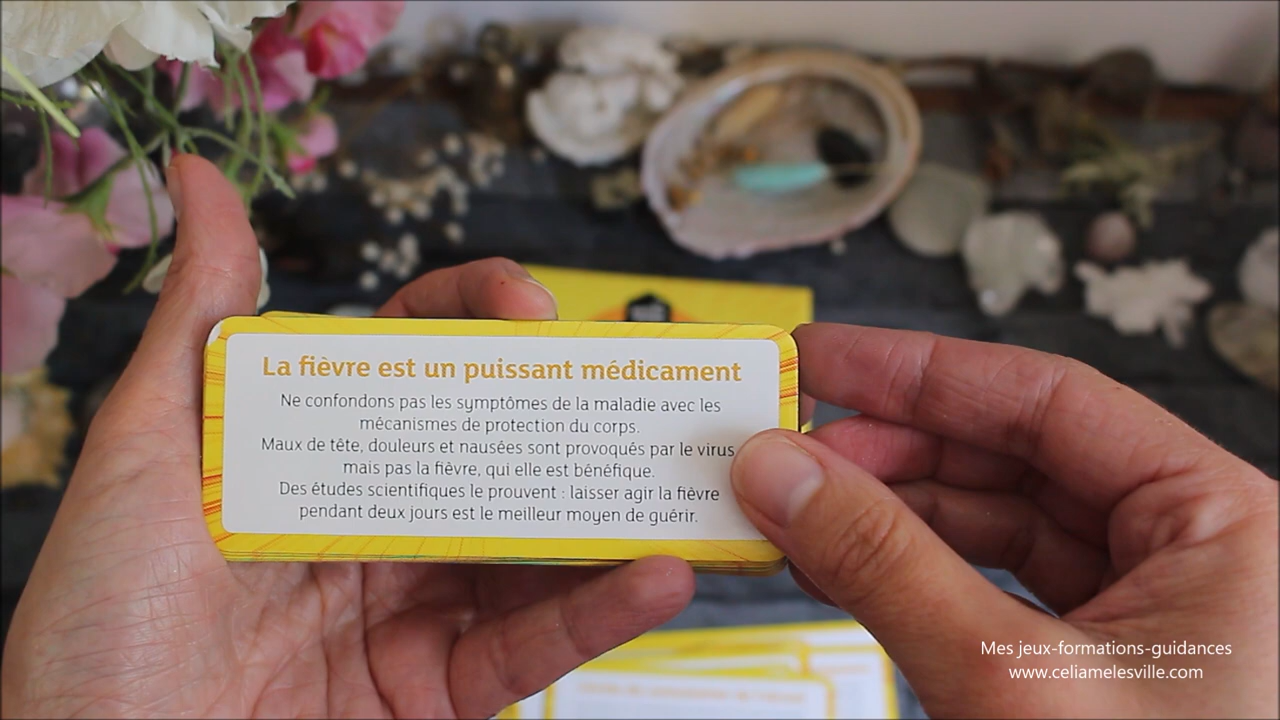 La fièvre est un puissant médicament
Ne confondons pas les symptômes de la maladie avec les
mécanismes de protection du corps.
Maux de tête, douleurs et nausées sont provoqués par le virus
mais pas la fièvre, qui elle est bénéfique.
Des études scientifiques le prouvent : laisser agir la fièvre
pendant deux jours est le meilleur moyen de guérir.
Mes jeux-formations-guidances
www.celiamelesville.com